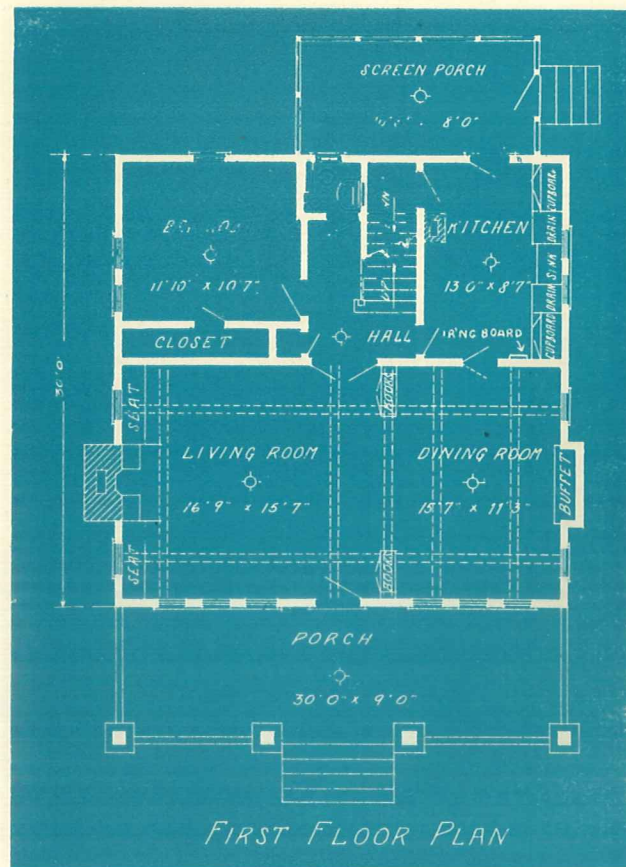 SCREEN PORCH
8'0"
KITCHEN
13'0" x 8'7"
CUPBOARD
DRAIN
SINK
DRAIN
CUPBOARD
11'10" x 10'7"
UP
DN
CLOSET
HALL
IR'NG BOARD
SEAT
BOOKS
LIVING ROOM
16'9" x 15'7"
DINING ROOM
15'7" x 11'3"
BUFFET
SEAT
BOOKS
PORCH
30'0" x 9'0"
FIRST FLOOR PLAN